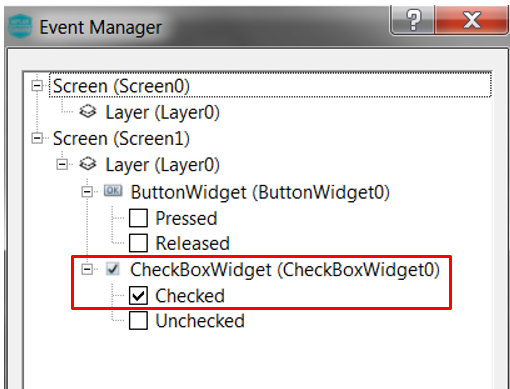 Event Manager
Screen (Screen0)
Layer (Layer0)
Screen (Screen1)
Layer (Layer0)
OK ButtonWidget (ButtonWidget0)
Pressed
Released
CheckBoxWidget (CheckBoxWidget0)
Checked
Unchecked